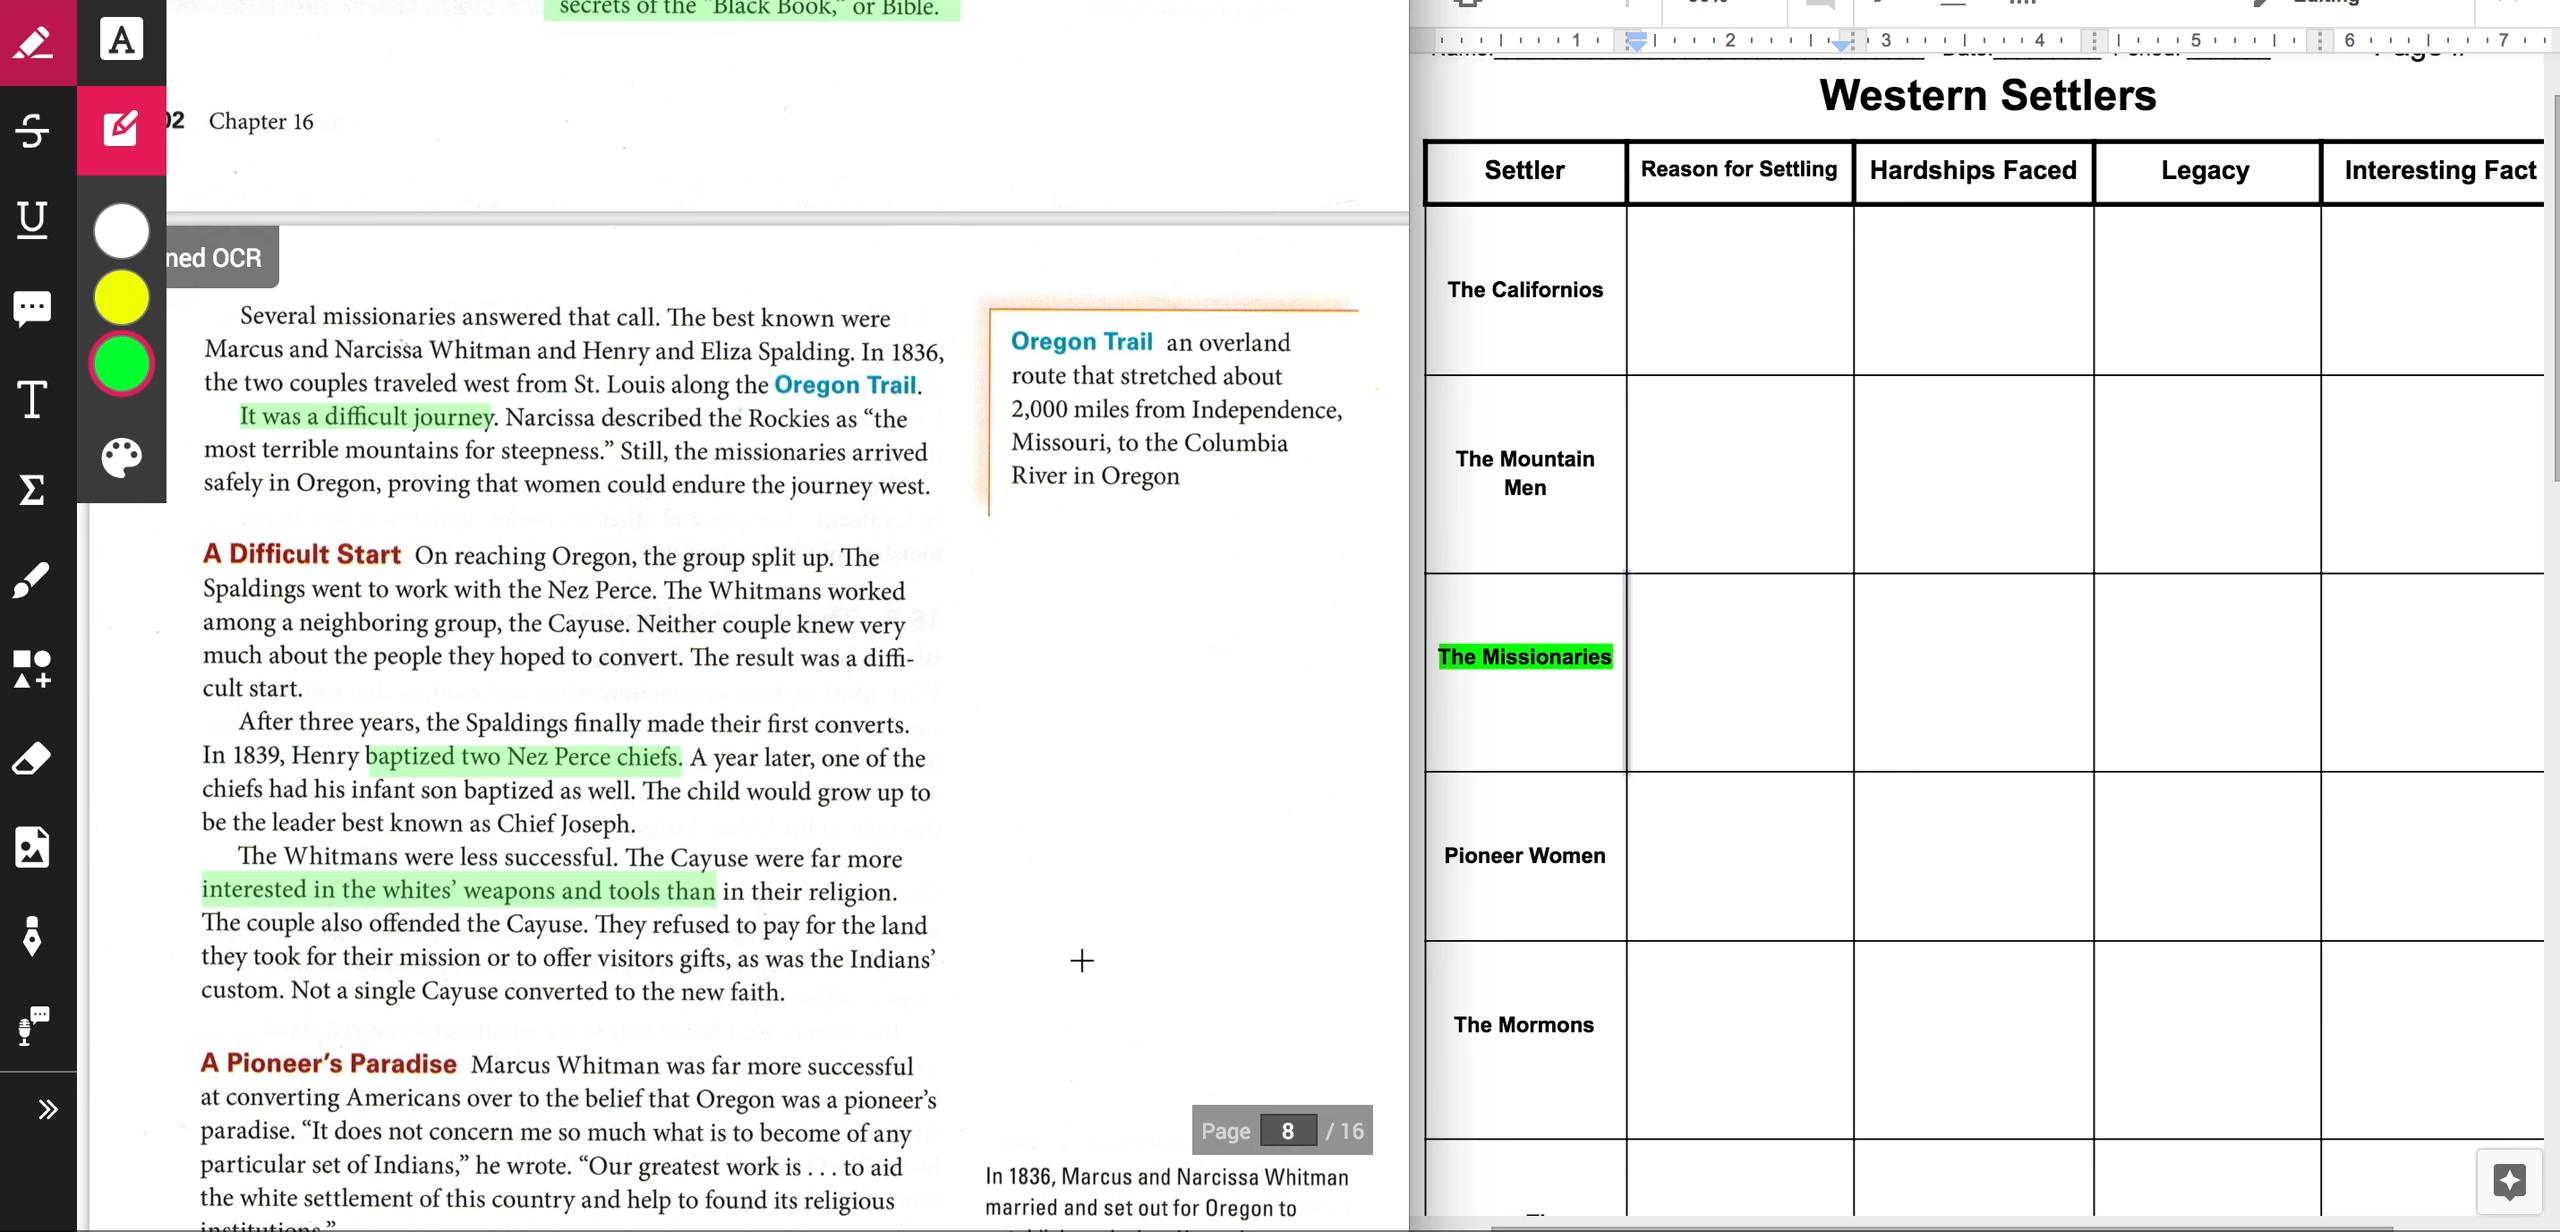 secrets of the "Black Book," or Bible.
02 Chapter 16
ned OCR
Several missionaries answered that call. The best known were
Marcus and Narcissa Whitman and Henry and Eliza Spalding. In 1836,
the two couples traveled west from St. Louis along the Oregon Trail.
It was a difficult journey. Narcissa described the Rockies as “the
most terrible mountains for steepness.” Still, the missionaries arrived
safely in Oregon, proving that women could endure the journey west.
A Difficult Start On reaching Oregon, the group split up. The
Spaldings went to work with the Nez Perce. The Whitmans worked
among a neighboring group, the Cayuse. Neither couple knew very
much about the people they hoped to convert. The result was a diffi-
cult start.
After three years, the Spaldings finally made their first converts.
In 1839, Henry baptized two Nez Perce chiefs. A year later, one of the
chiefs had his infant son baptized as well. The child would grow up to
be the leader best known as Chief Joseph.
The Whitmans were less successful. The Cayuse were far more
interested in the whites’ weapons and tools than in their religion.
The couple also offended the Cayuse. They refused to pay for the land
they took for their mission or to offer visitors gifts, as was the Indians’
custom. Not a single Cayuse converted to the new faith.
A Pioneer’s Paradise Marcus Whitman was far more successful
at converting Americans over to the belief that Oregon was a pioneer’s
paradise. “It does not concern me so much what is to become of any
particular set of Indians,” he wrote. “Our greatest work is . . . to aid
the white settlement of this country and help to found its religious
institutions.”
Oregon Trail an overland
route that stretched about
2,000 miles from Independence,
Missouri, to the Columbia
River in Oregon
Page 8 / 16
In 1836, Marcus and Narcissa Whitman
married and set out for Oregon to
Editing
1 2 3 4 5 6 7
Western Settlers
Settler Reason for Settling Hardships Faced Legacy Interesting Fact
The Californios
The Mountain
Men
The Missionaries
Pioneer Women
The Mormons